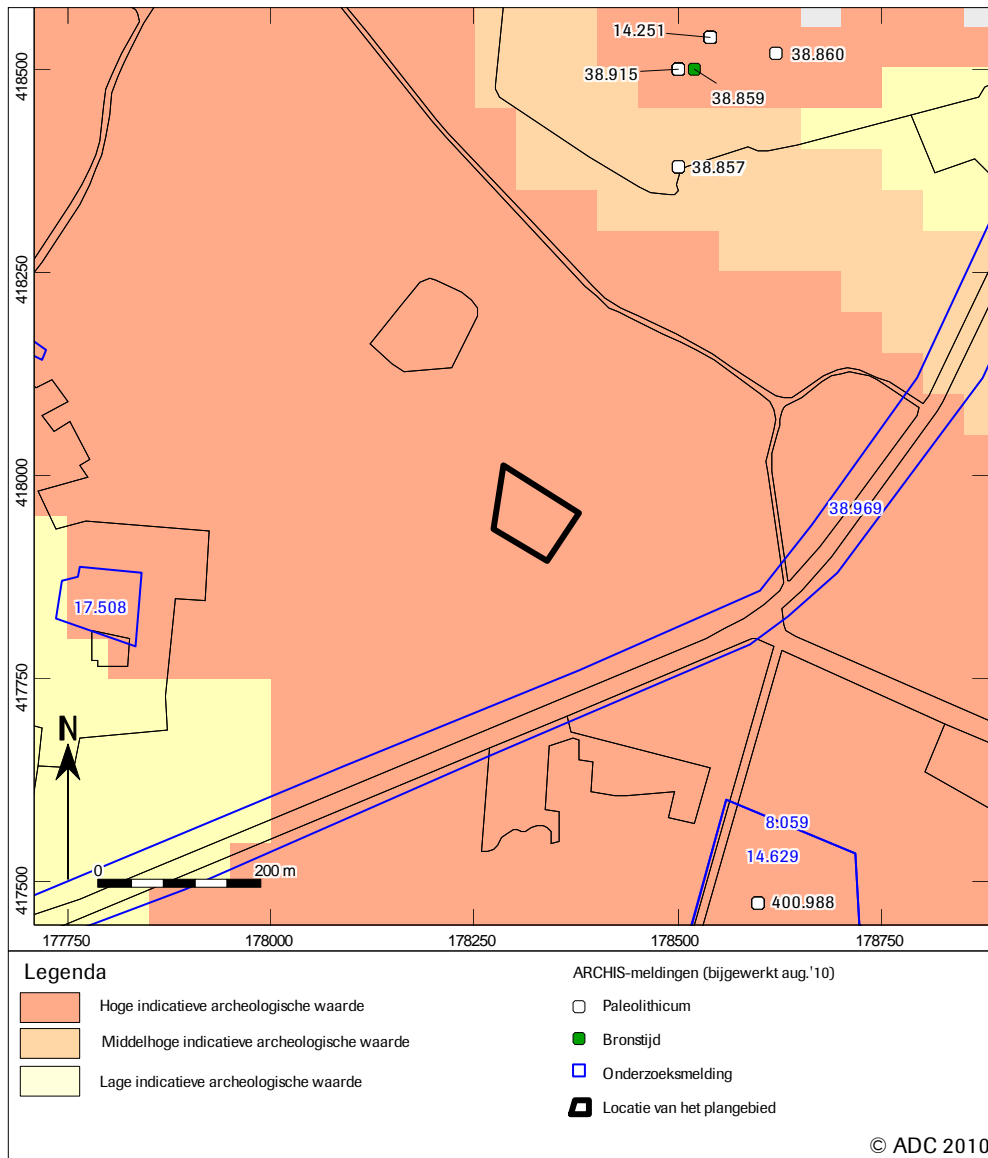 14.251
38.860
418500
38.915
38.859
38.857
418250
418000
38.969
17.508
417750
N
8.059
0
200 m
14.629
417500
400.988
177750
178000
178250
178500
178750
Legenda
ARCHIS-meldingen (bijgewerkt aug.'10)
Hoge indicatieve archeologische waarde
Paleolithicum
Middelhoge indicatieve archeologische waarde
Bronstijd
Lage indicatieve archeologische waarde
Onderzoeksmelding
Locatie van het plangebied
© ADC 2010